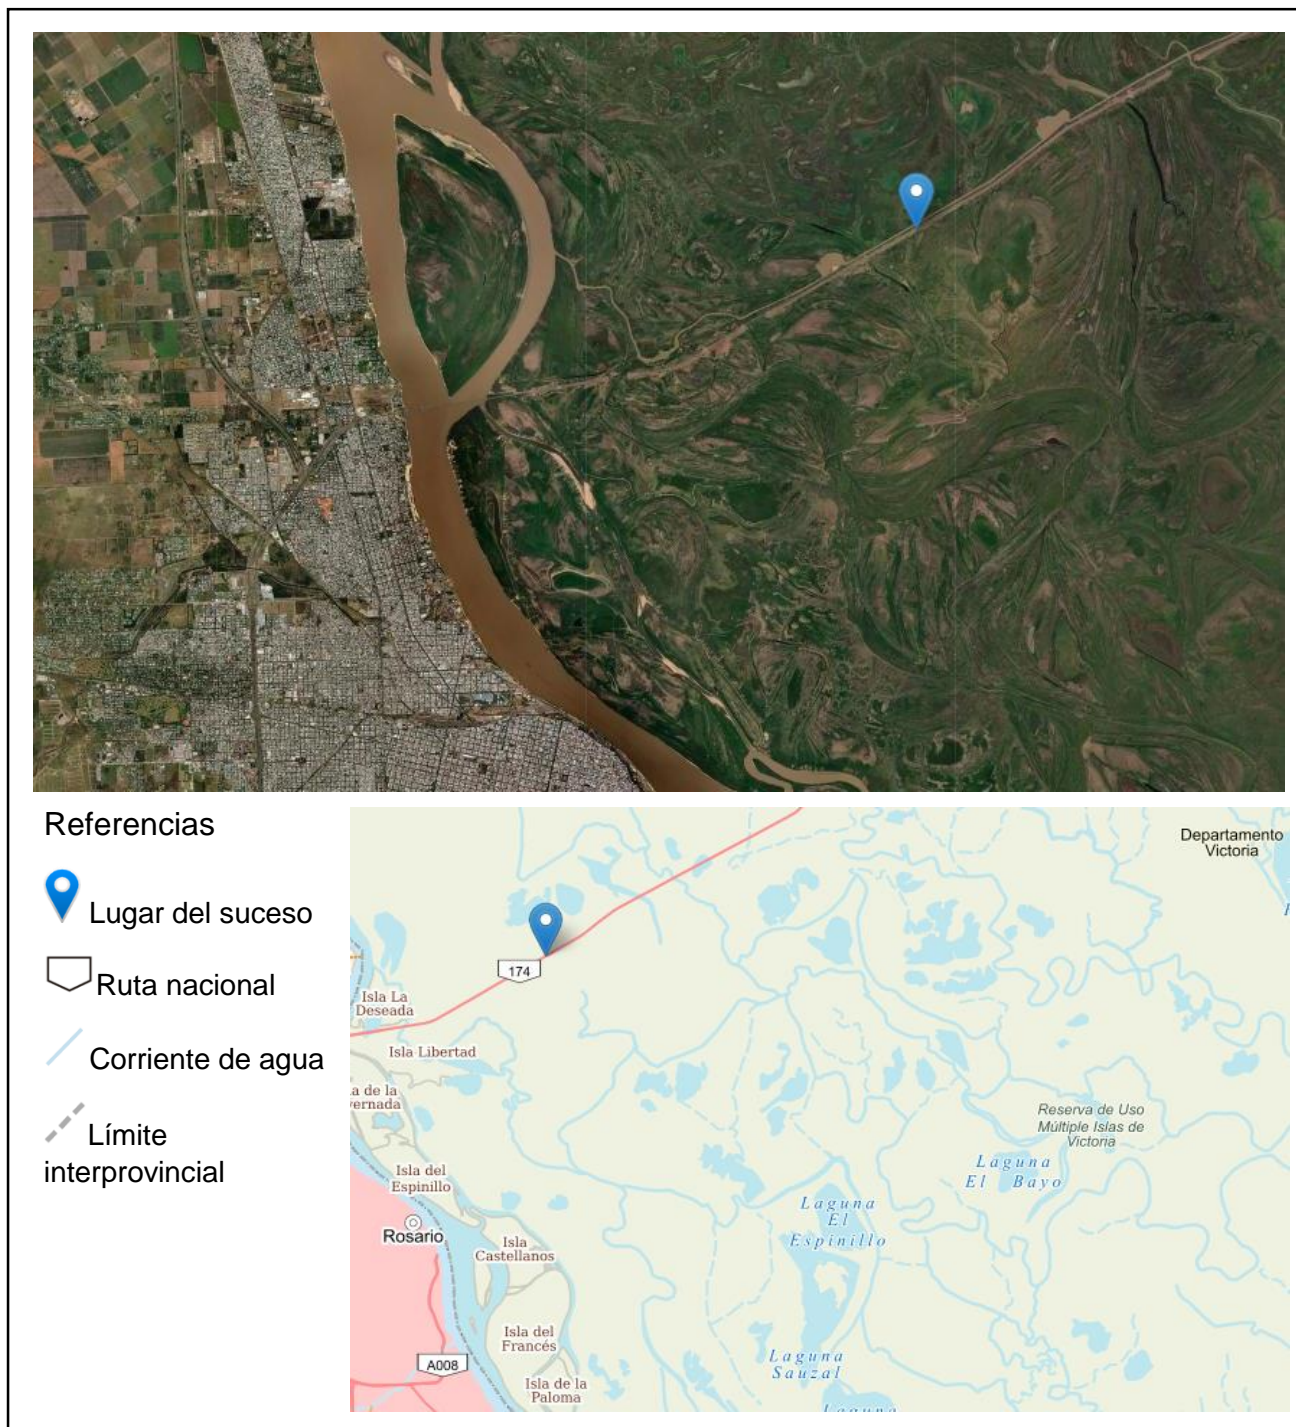 Referencias
Lugar del suceso
Ruta nacional
Corriente de agua
Límite
interprovincial
Departamento
Victoria
174
Isla La
Deseada
Isla Libertad
a de la
vernada
Isla del
Espinillo
Rosario
Isla
Castellanos
Isla del
Francés
A008
Isla de la
Paloma
Reserva de Uso
Múltiple Islas de
Victoria
Laguna
El Bayo
Laguna
El
Espinillo
Laguna
Sauzal
Laguna